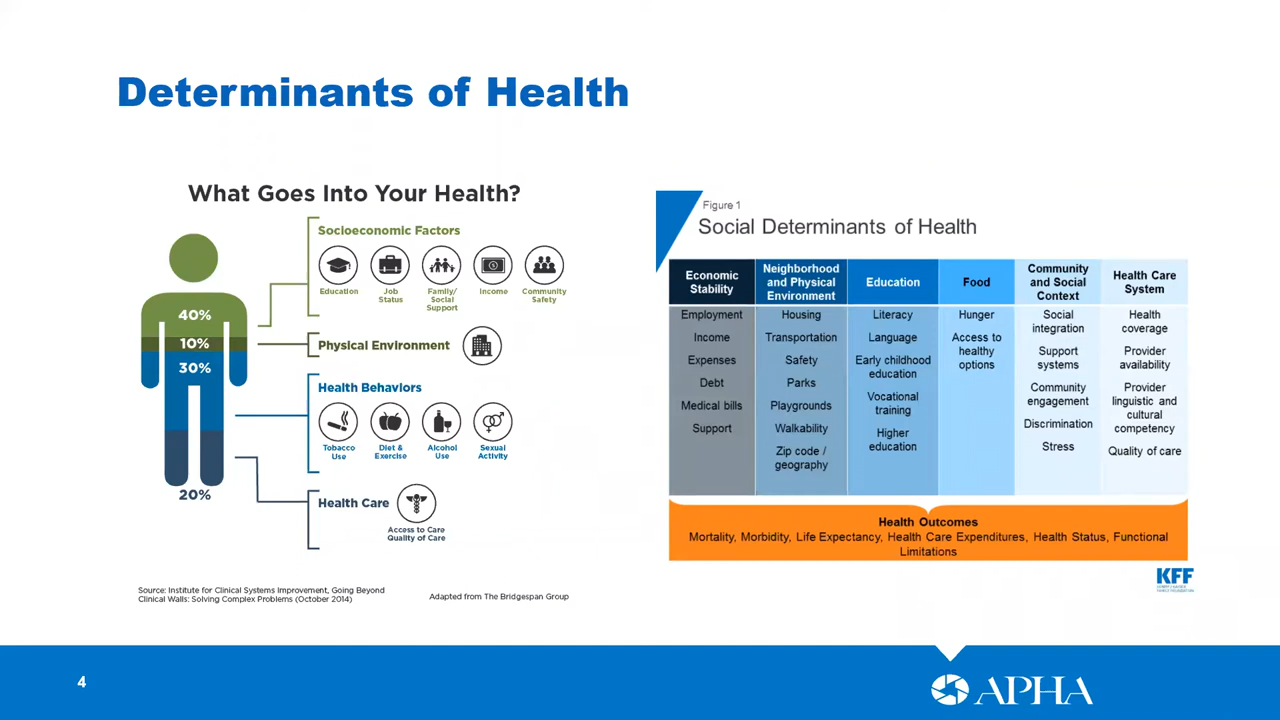 Determinants of Health
What Goes Into Your Health?
Socioeconomic Factors
Education
Job
Status
Family/
Social
Support
Income
Community
Safety
40%
10%
30%
20%
Physical Environment
Health Behaviors
Tobacco
Use
Diet &
Exercise
Alcohol
Use
Sexual
Activity
Health Care
Access to Care
Quality of Care
Source: Institute for Clinical Systems Improvement, Going Beyond
Clinical Walls: Solving Complex Problems (October 2014)
Adapted from The Bridgespan Group
Figure 1
Social Determinants of Health
Economic
Stability
Employment
Income
Expenses
Debt
Medical bills
Support
Neighborhood
and Physical
Environment
Housing
Transportation
Safety
Parks
Playgrounds
Walkability
Zip code /
geography
Education
Literacy
Language
Early childhood
education
Vocational
training
Higher
education
Food
Hunger
Access to
healthy
options
Community
and Social
Context
Social
integration
Support
systems
Community
engagement
Discrimination
Stress
Health Care
System
Health
coverage
Provider
availability
Provider
linguistic and
cultural
competency
Quality of care
Health Outcomes
Mortality, Morbidity, Life Expectancy, Health Care Expenditures, Health Status, Functional
Limitations
KFF
4
APHA